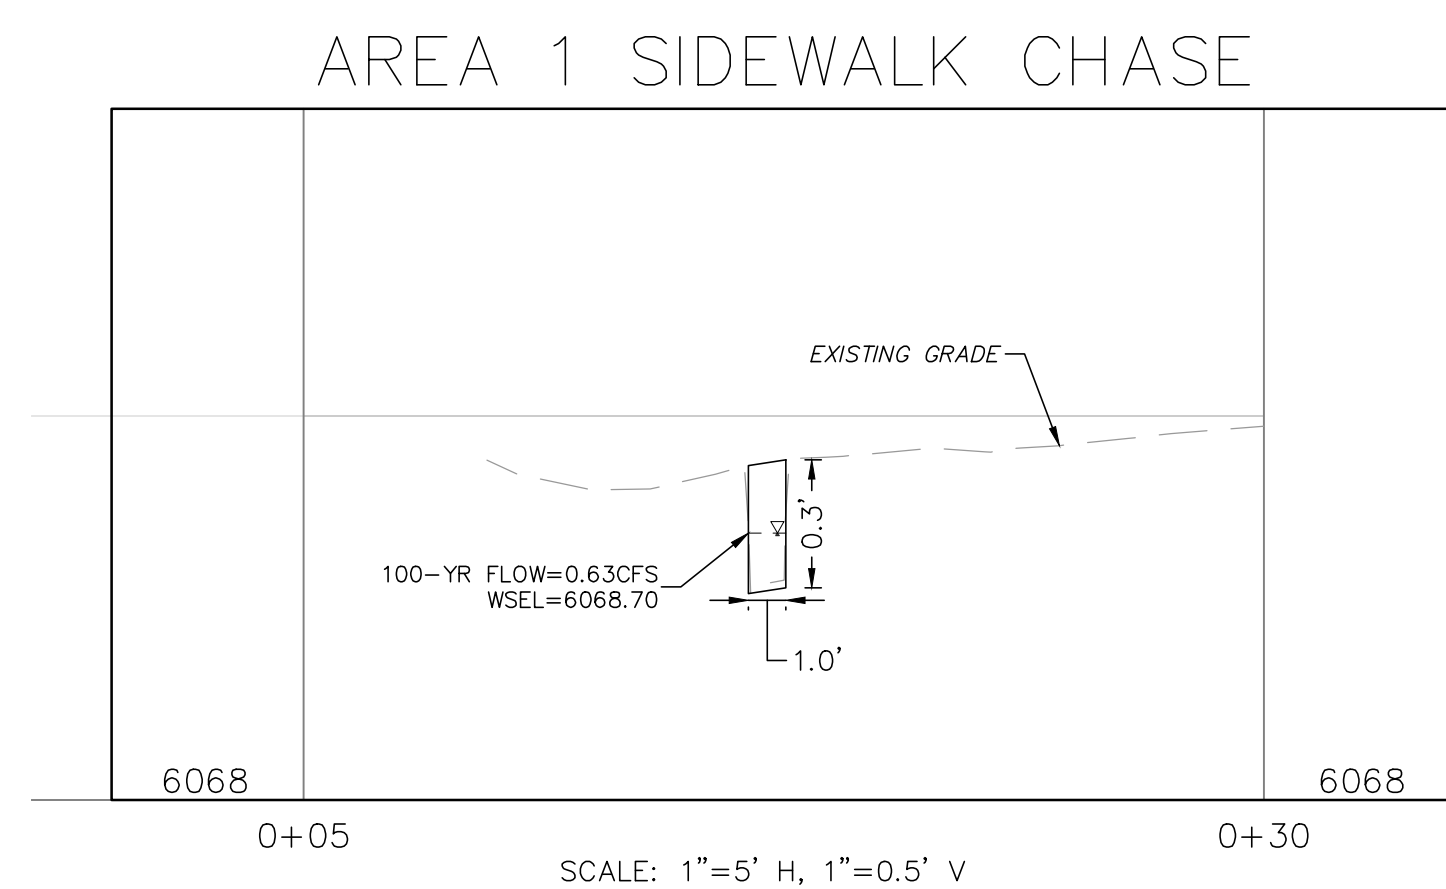 AREA 1 SIDEWALK CHASE
EXISTING GRADE
0.3'
100-YR FLOW=0.63CFS
WSEL=6068.70
1.0'
6068
6068
0+05
0+30
SCALE: 1"=5' H, 1"=0.5' V